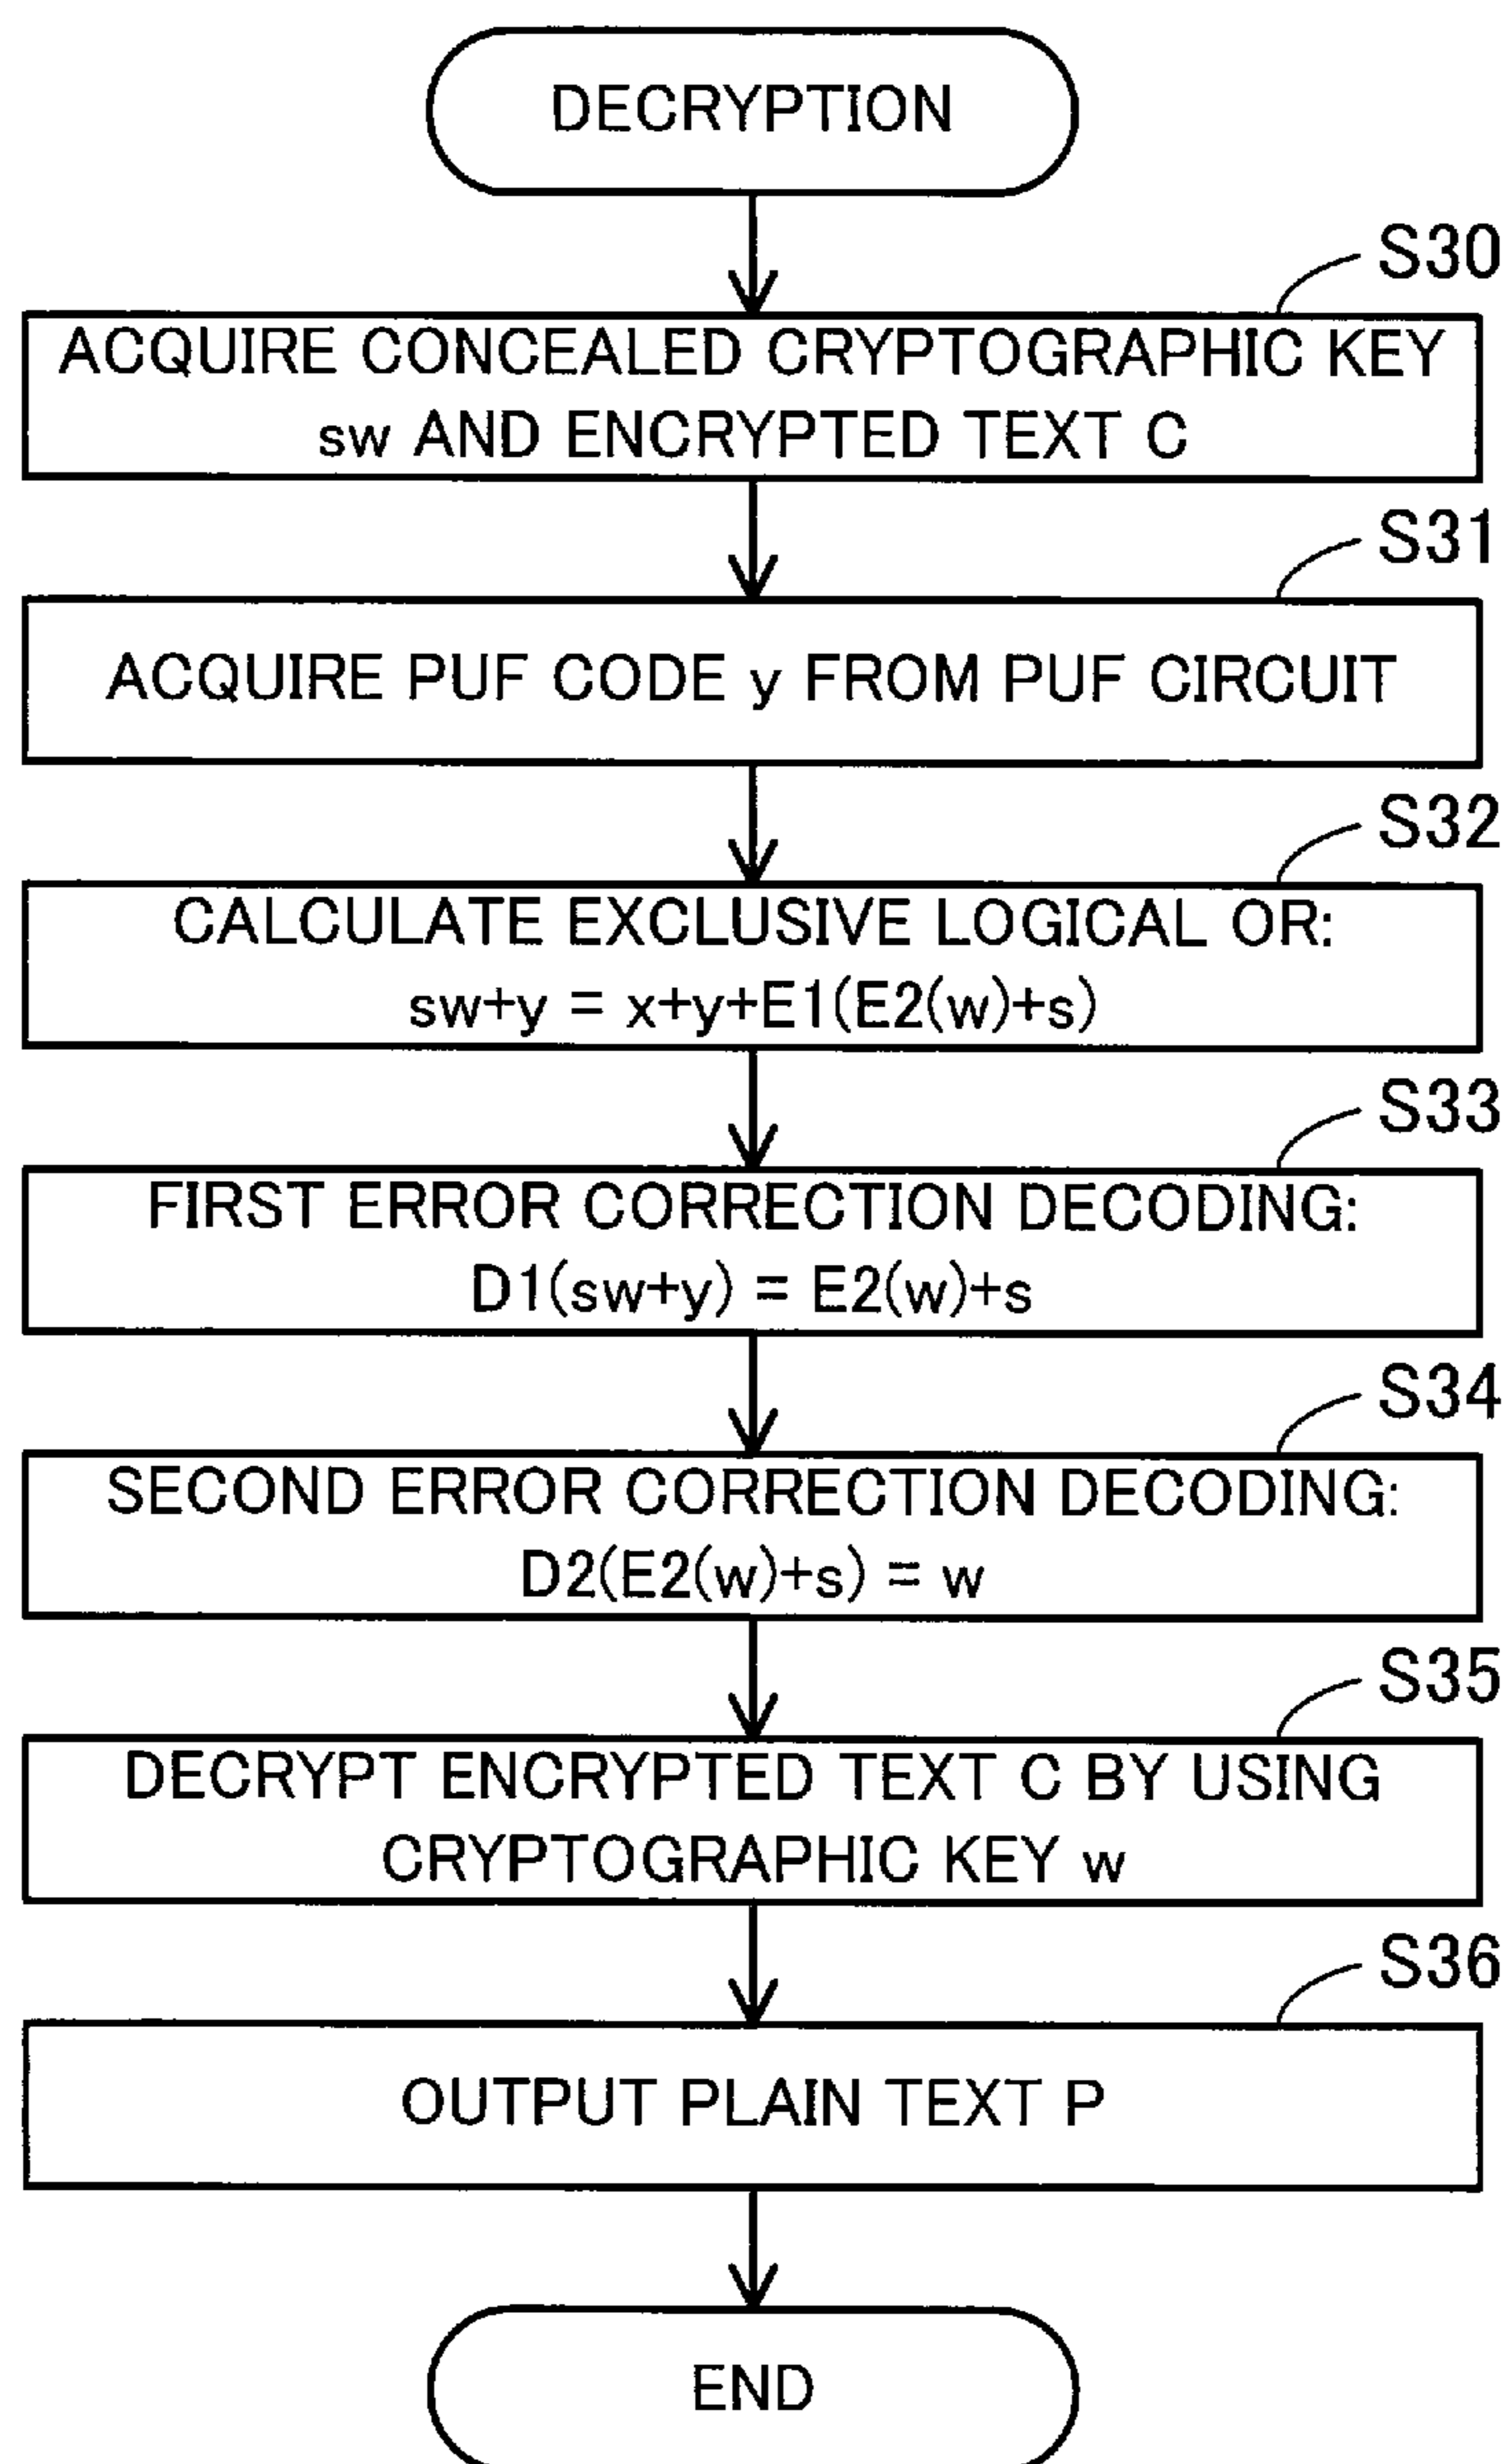 DECRYPTION
S30
ACQUIRE CONCEALED CRYPTOGRAPHIC KEY
sw AND ENCRYPTED TEXT C
S31
ACQUIRE PUF CODE y FROM PUF CIRCUIT
S32
CALCULATE EXCLUSIVE LOGICAL OR:
sw+y = x+y+E1(E2(w)+s)
S33
FIRST ERROR CORRECTION DECODING:
D1(sw+y) = E2(w)+s
S34
SECOND ERROR CORRECTION DECODING:
D2(E2(w)+s) = w
S35
DECRYPT ENCRYPTED TEXT C BY USING
CRYPTOGRAPHIC KEY w
S36
OUTPUT PLAIN TEXT P
END